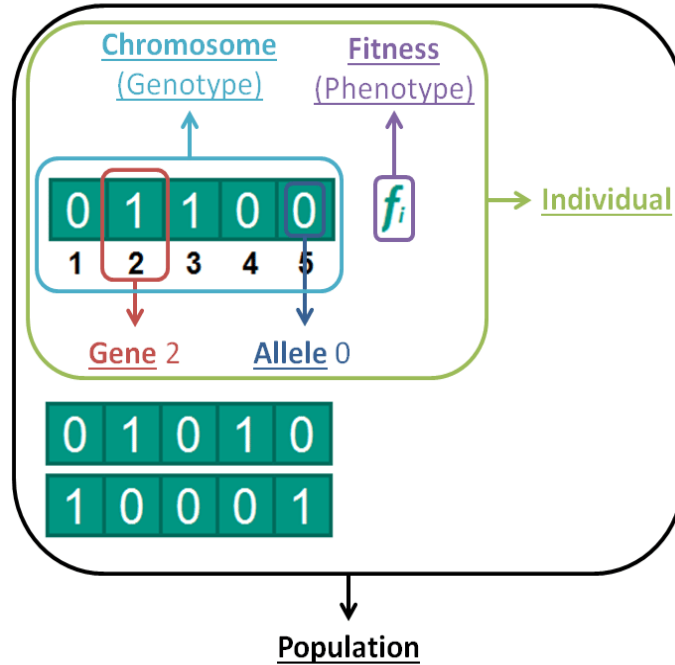 Chromosome Fitness
(Genotype) (Phenotype)
0 1 1 0 0 fi Individual
1 2 3 4 5
Gene 2 Allele 0
0 1 0 1 0
1 0 0 0 1
Population